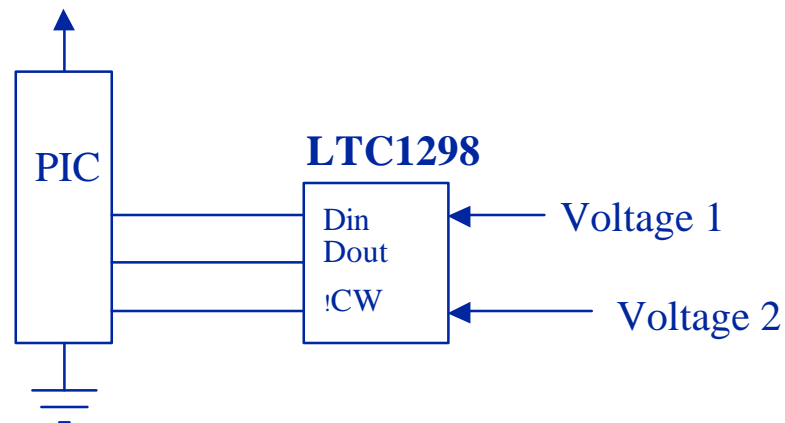 PIC
LTC1298
Din
Dout
!CW
Voltage 1
Voltage 2